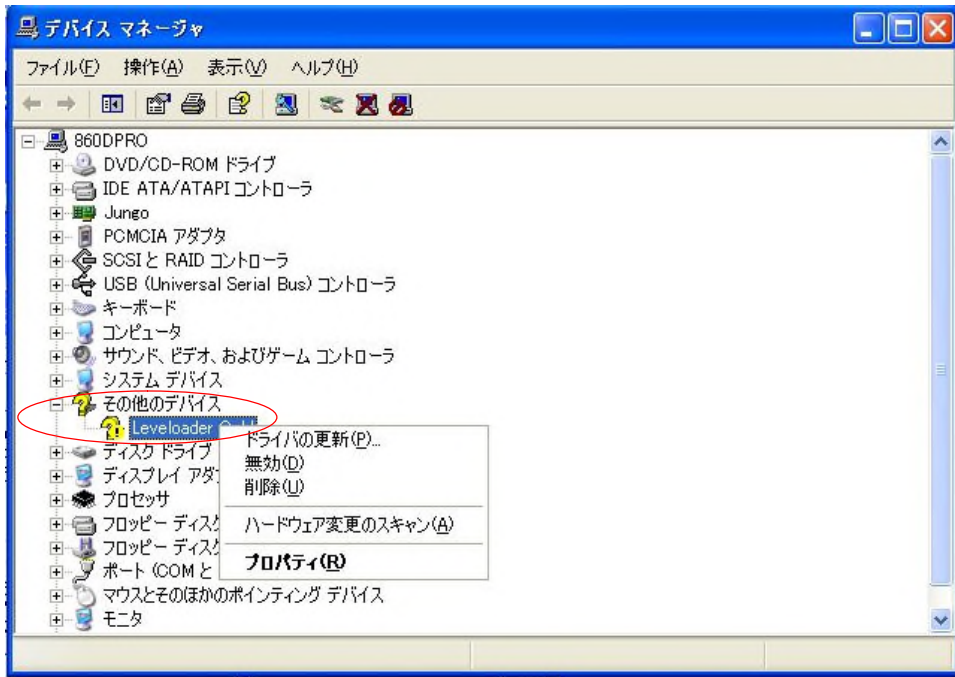 デバイス マネージャ
ファイル(F) 操作(A) 表示(V) ヘルプ(H)
860DPRO
DVD/CD-ROM ドライブ
IDE ATA/ATAPI コントローラ
Jungo
PCMCIA アダプタ
SCSI と RAID コントローラ
USB (Universal Serial Bus) コントローラ
キーボード
コンピュータ
サウンド、ビデオ、およびゲーム コントローラ
システム デバイス
その他のデバイス
Leveloader
ドライバの更新(P)...
無効(D)
削除(U)
ハードウェア変更のスキャン(A)
プロパティ(R)
ディスク ドライブ
ディスプレイ アダ
プロセッサ
フロッピー ディスク
フロッピー ディスク
ポート (COM と
マウスとそのほかのポインティング デバイス
モニタ